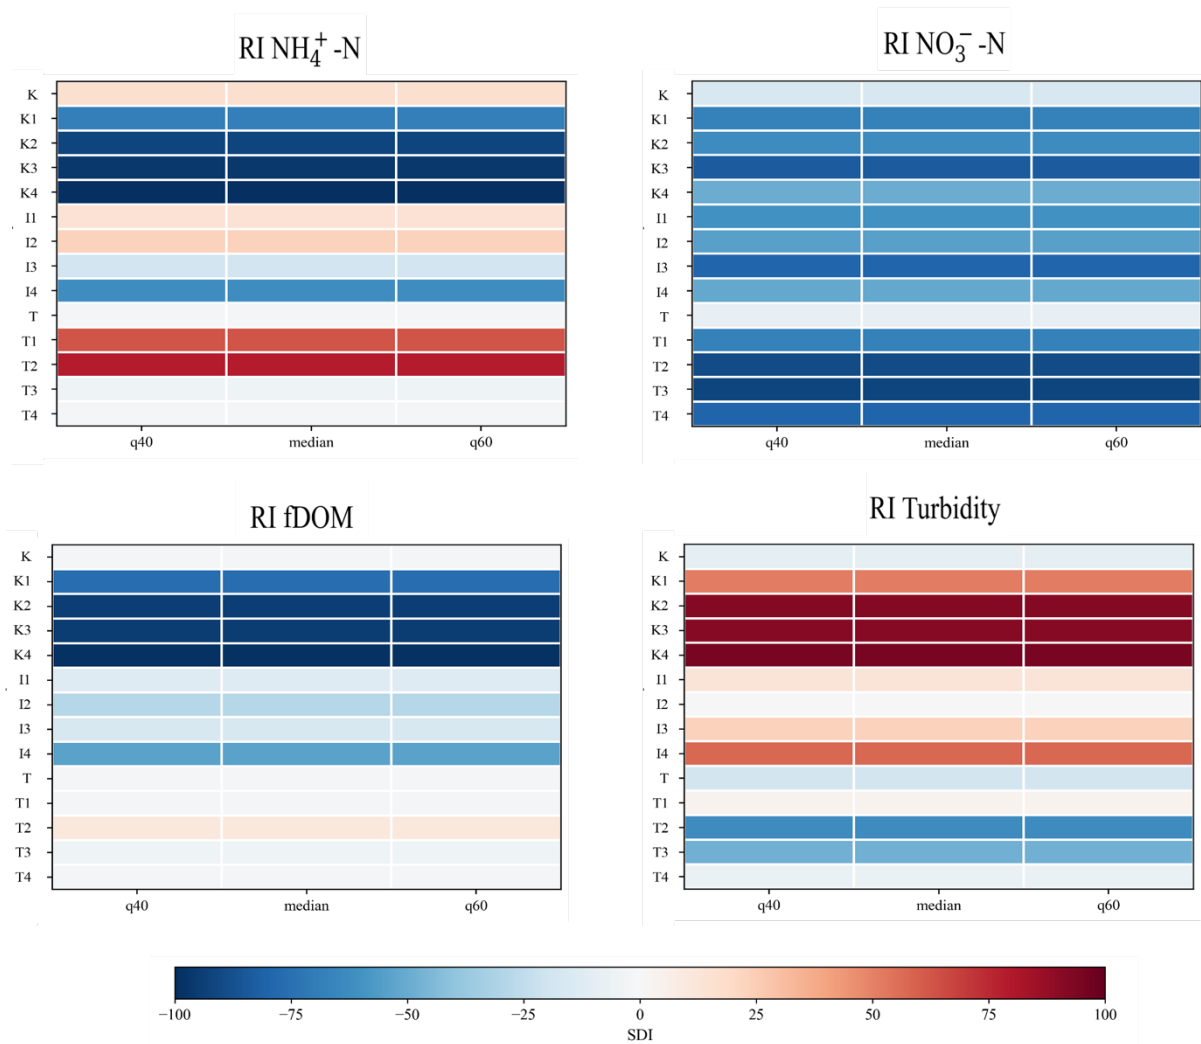 RI NH₄⁺ -N
K
K1
K2
K3
K4
I1
I2
I3
I4
T
T1
T2
T3
T4
q40 median q60
RI NO₃⁻ -N
K
K1
K2
K3
K4
I1
I2
I3
I4
T
T1
T2
T3
T4
q40 median q60
RI fDOM
K
K1
K2
K3
K4
I1
I2
I3
I4
T
T1
T2
T3
T4
q40 median q60
RI Turbidity
K
K1
K2
K3
K4
I1
I2
I3
I4
T
T1
T2
T3
T4
q40 median q60
−100 −75 −50 −25 0 25 50 75 100
SDI